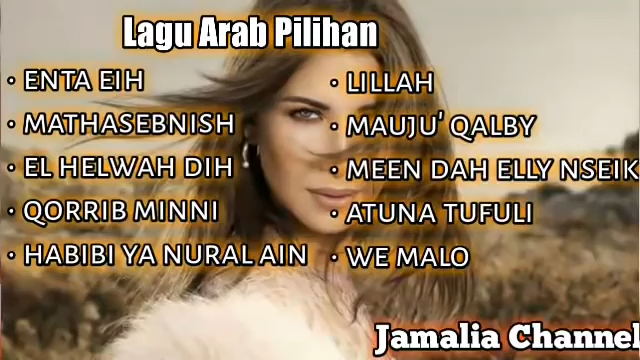 Lagu Arab Pilihan
• ENTA EIH
• MATHASEBNISH
• EL HELWAH DIH
• QORRIB MINNI
• HABIBI YA NURAL AIN
• LILLAH
• MAUJU' QALBY
• MEEN DAH ELLY NSEIK
• ATUNA TUFULI
• WE MALO
Jamalia Channel